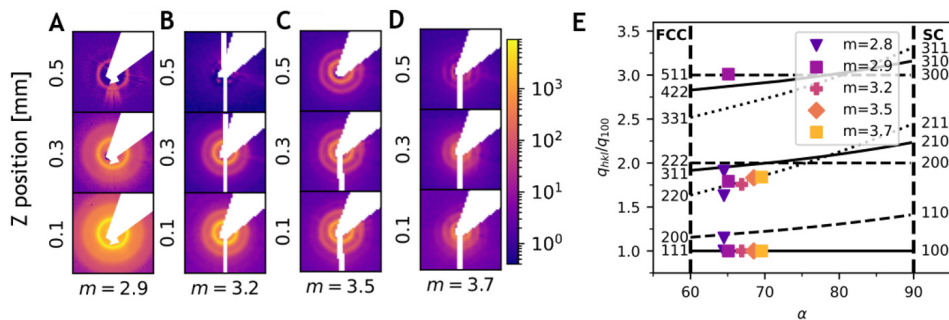 A
B
C
D
E
Z position [mm]
0.5
0.3
0.1
0.5
0.3
0.1
0.5
0.3
0.1
0.5
0.3
0.1
m = 2.9
m = 3.2
m = 3.5
m = 3.7
10³
10²
10¹
10⁰
q_hkl/q_100
3.5
3.0
2.5
2.0
1.5
1.0
FCC
511
422
331
222
311
220
200
111
m=2.8
m=2.9
m=3.2
m=3.5
m=3.7
SC
311
310
300
211
210
200
110
100
60
70
80
90
α